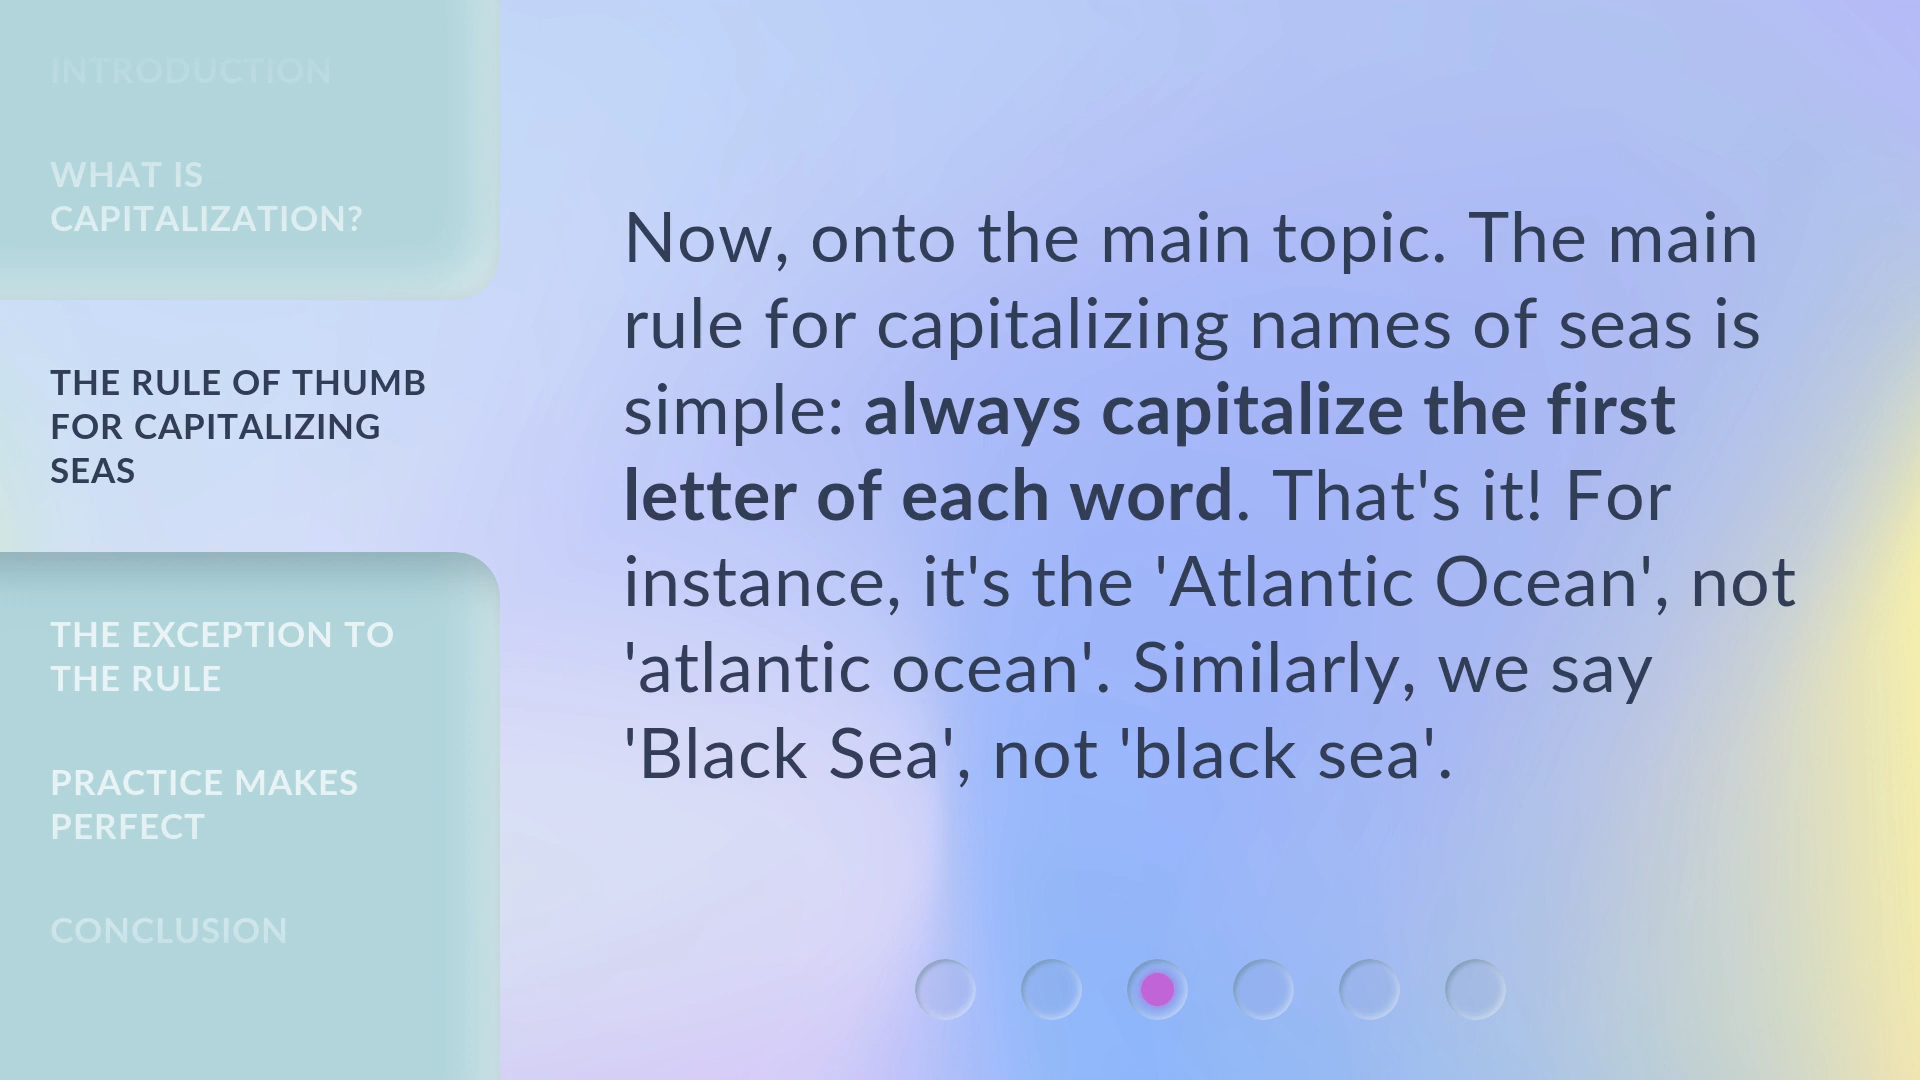 INTRODUCTION
WHAT IS
CAPITALIZATION?
THE RULE OF THUMB
FOR CAPITALIZING
SEAS
THE EXCEPTION TO
THE RULE
PRACTICE MAKES
PERFECT
CONCLUSION
Now, onto the main topic. The main
rule for capitalizing names of seas is
simple: always capitalize the first
letter of each word. That's it! For
instance, it's the 'Atlantic Ocean', not
'atlantic ocean'. Similarly, we say
'Black Sea', not 'black sea'.